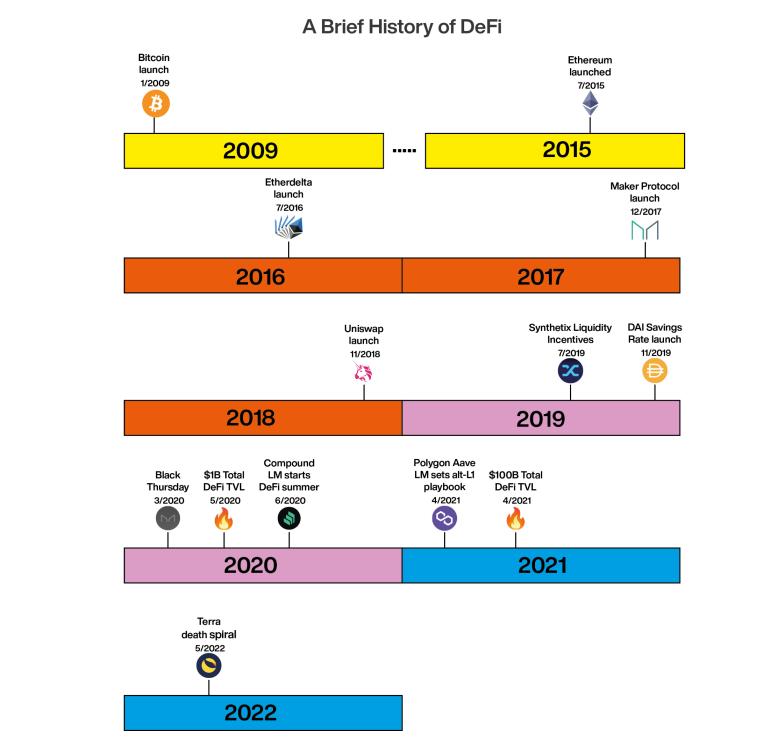 A Brief History of DeFi
Bitcoin
launch
1/2009
Ethereum
launched
7/2015
2009
.....
2015
Etherdelta
launch
7/2016
Maker Protocol
launch
12/2017
2016
2017
Uniswap
launch
11/2018
Synthetix Liquidity
Incentives
7/2019
DAI Savings
Rate launch
11/2019
2018
2019
Black
Thursday
3/2020
$1B Total
DeFi TVL
5/2020
Compound
LM starts
DeFi summer
6/2020
Polygon Aave
LM sets alt-L1
playbook
4/2021
$100B Total
DeFi TVL
4/2021
2020
2021
Terra
death spiral
5/2022
2022